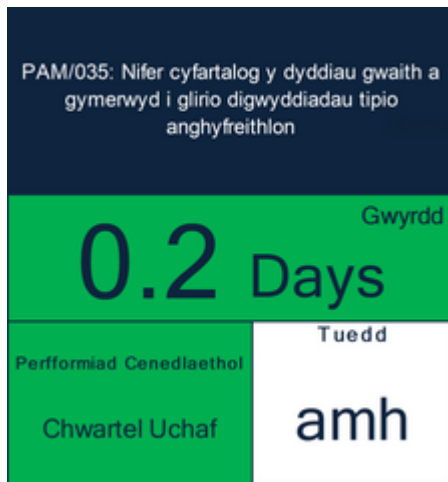 PAM/035: Nifer cyfartalog y dyddiau gwaith a
gymerwyd i glirio digwyddiadau tipio
anghyfreithlon
Gwyrdd
0.2 Days
Perfformiad Cenedlaethol
Chwartel Uchaf
Tuedd
amh